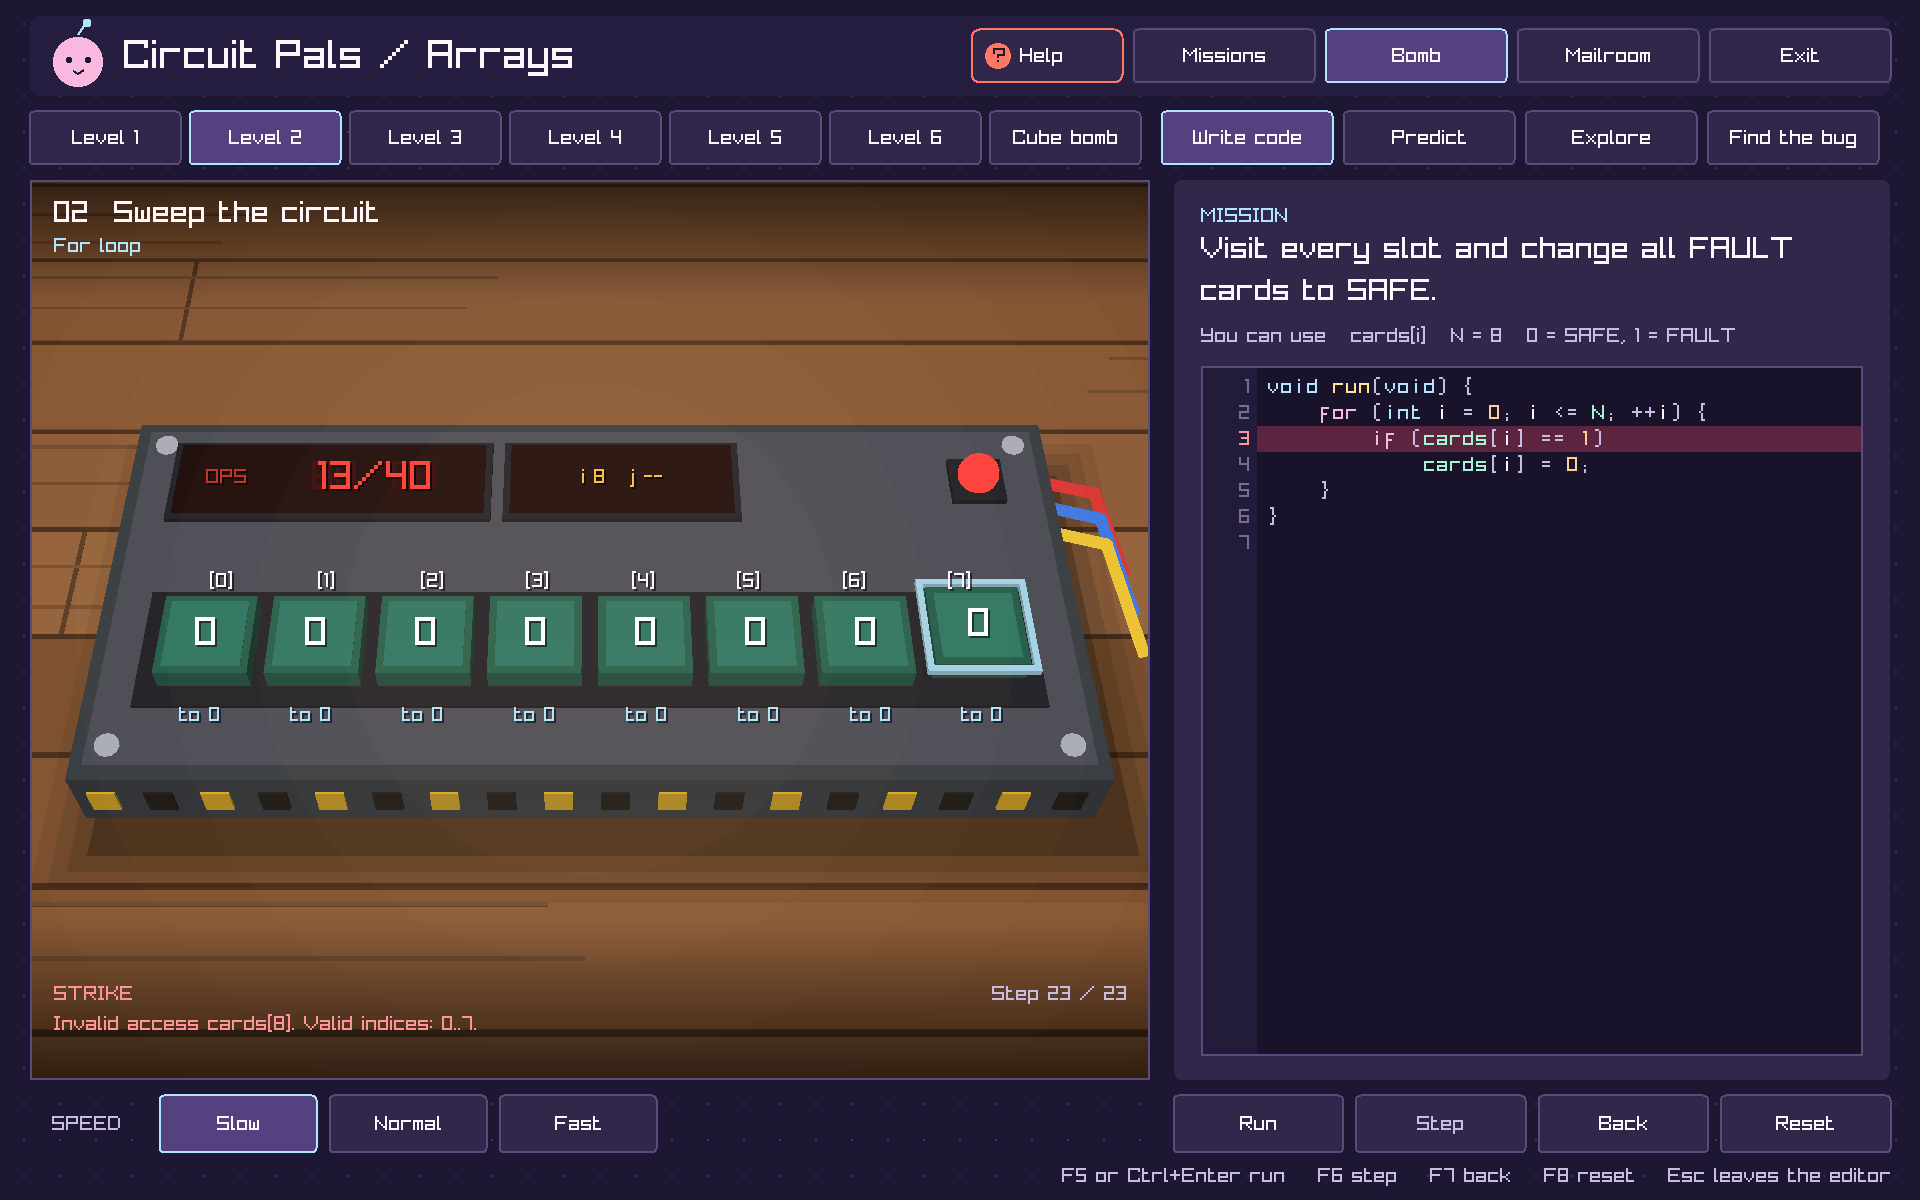 Circuit Pals / Arrays
? Help
Missions
Bomb
Mailroom
Exit
Level 1
Level 2
Level 3
Level 4
Level 5
Level 6
Cube bomb
Write code
Predict
Explore
Find the bug
02 Sweep the circuit
For loop
OPS 13/40
i 8 j --
[0] [1] [2] [3] [4] [5] [6] [7]
0 0 0 0 0 0 0 0
to 0 to 0 to 0 to 0 to 0 to 0 to 0 to 0
STRIKE
Step 23 / 23
Invalid access cards[8]. Valid indices: 0..7.
MISSION
Visit every slot and change all FAULT
cards to SAFE.
You can use cards[i] N = 8 0 = SAFE, 1 = FAULT
1 void run(void) {
2 for (int i = 0; i <= N; ++i) {
3 if (cards[i] == 1)
4 cards[i] = 0;
5 }
6 }
7
SPEED
Slow
Normal
Fast
Run
Step
Back
Reset
F5 or Ctrl+Enter run F6 step F7 back F8 reset Esc leaves the editor